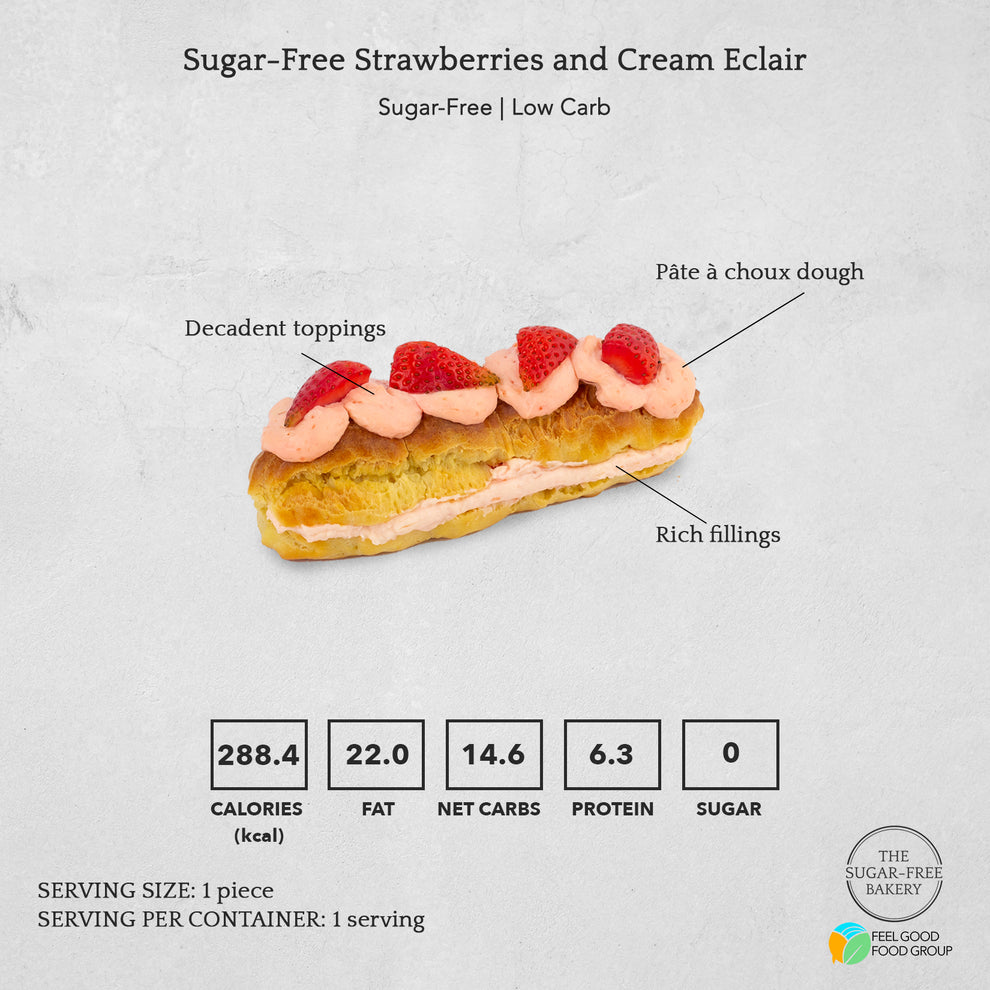 Sugar-Free Strawberries and Cream Eclair
Sugar-Free | Low Carb
Pâte à choux dough
Decadent toppings
Rich fillings
288.4 22.0 14.6 6.3 0
CALORIES FAT NET CARBS PROTEIN SUGAR
(kcal)
SERVING SIZE: 1 piece
SERVING PER CONTAINER: 1 serving
THE
SUGAR-FREE
BAKERY
FEEL GOOD
FOOD GROUP